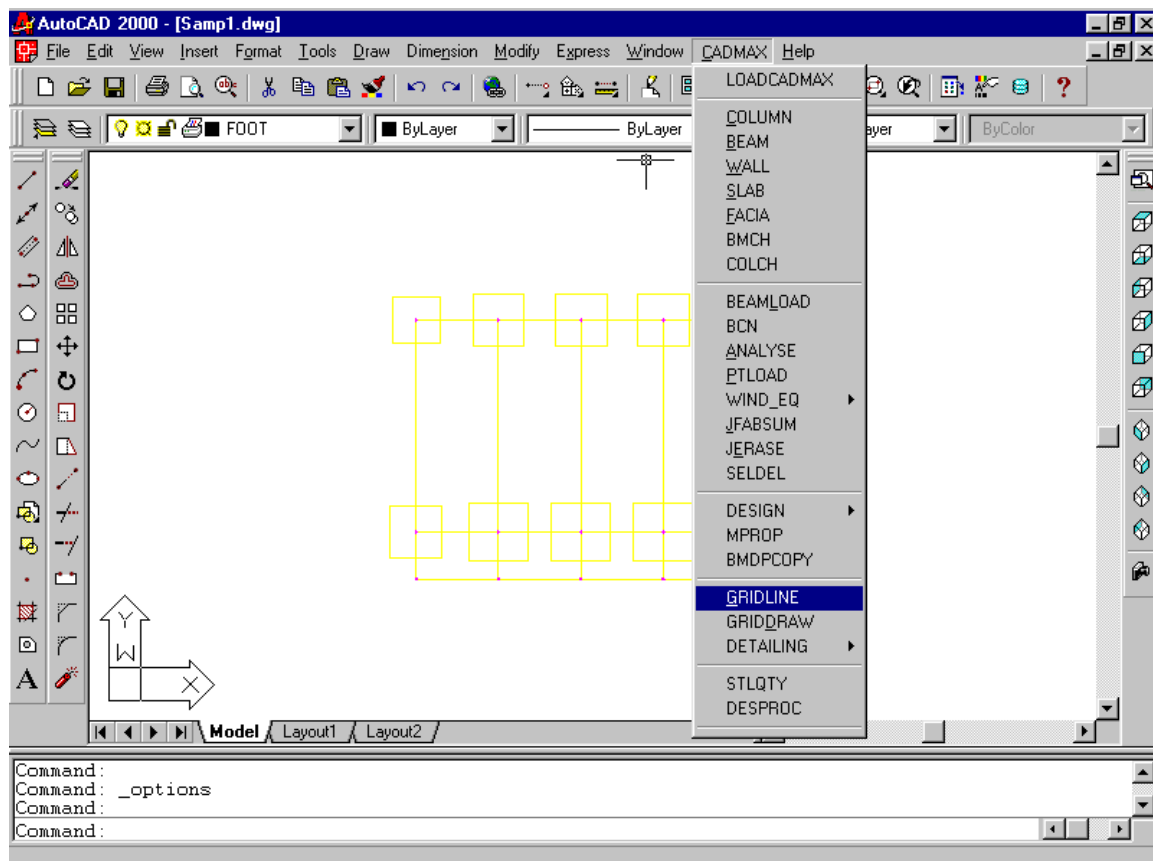 AutoCAD 2000 - [Samp1.dwg]
File Edit View Insert Format Tools Draw Dimension Modify Express Window CADMAX Help
LOADCADMAX
FOOT ByLayer ByLayer ayer ByColor
COLUMN
BEAM
WALL
SLAB
FACIA
BMCH
COLCH
BEAMLOAD
BCN
ANALYSE
PTLOAD
WIND_EQ
JFABSUM
JERASE
SELDEL
DESIGN
MPROP
BMDPCOPY
GRIDLINE
GRIDDRAW
DETAILING
STLQTY
DESPROC
A
Y
W
X
Model Layout1 Layout2
Command:
Command: _options
Command:
Command: